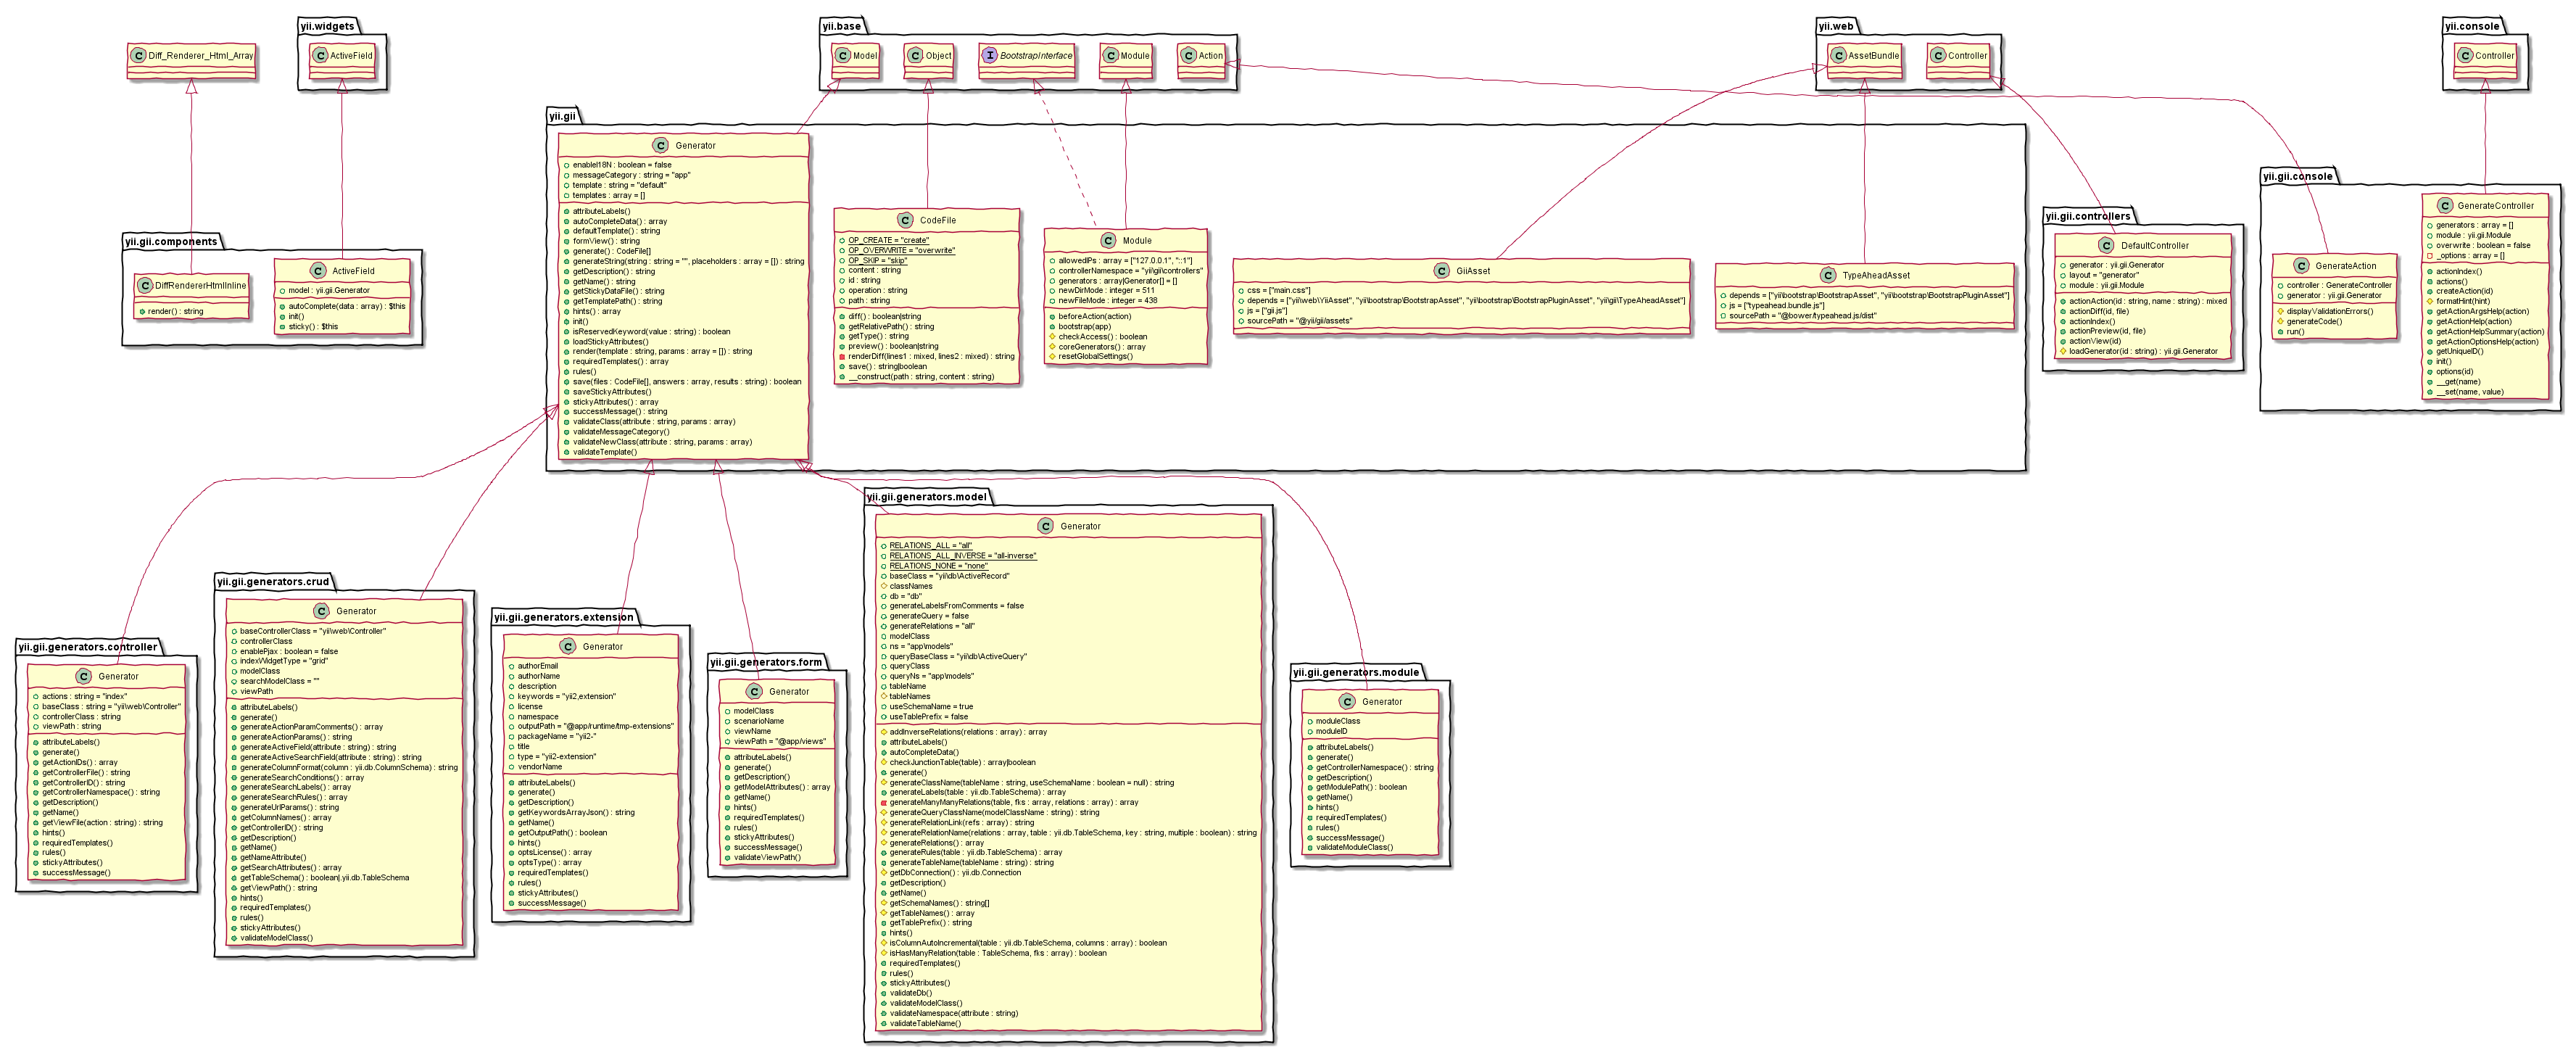 Diff_Renderer_Html_Array
yii.widgets
ActiveField
yii.base
Model
Object
BootstrapInterface
Module
Action
yii.web
AssetBundle
Controller
yii.console
Controller
yii.gii.components
DiffRendererHtmlInline
render() : string
ActiveField
model : yii.gii.Generator
autoComplete(data : array) : $this
init()
sticky() : $this
yii.gii
Generator
enableI18N : boolean = false
messageCategory : string = "app"
template : string = "default"
templates : array = []
attributeLabels()
autoCompleteData() : array
defaultTemplate() : string
formView() : string
generate() : CodeFile[]
generateString(string : string = "", placeholders : array = []) : string
getDescription() : string
getName() : string
getStickyDataFile() : string
getTemplatePath() : string
hints() : array
init()
isReservedKeyword(value : string) : boolean
loadStickyAttributes()
render(template : string, params : array = []) : string
requiredTemplates() : array
rules()
save(files : CodeFile[], answers : array, results : string) : boolean
saveStickyAttributes()
stickyAttributes() : array
successMessage() : string
validateClass(attribute : string, params : array)
validateMessageCategory()
validateNewClass(attribute : string, params : array)
validateTemplate()
CodeFile
OP_CREATE = "create"
OP_OVERWRITE = "overwrite"
OP_SKIP = "skip"
content : string
id : string
operation : string
path : string
diff() : boolean|string
getRelativePath() : string
getType() : string
preview() : boolean|string
renderDiff(lines1 : mixed, lines2 : mixed) : string
save() : string|boolean
__construct(path : string, content : string)
Module
allowedIPs : array = ["127.0.0.1", "::1"]
controllerNamespace = "yii\gii\controllers"
generators : array|Generator[] = []
newDirMode : integer = 511
newFileMode : integer = 438
beforeAction(action)
bootstrap(app)
checkAccess() : boolean
coreGenerators() : array
resetGlobalSettings()
GiiAsset
css = ["main.css"]
depends = ["yii\web\YiiAsset", "yii\bootstrap\BootstrapAsset", "yii\bootstrap\BootstrapPluginAsset", "yii\gii\TypeAheadAsset"]
js = ["gii.js"]
sourcePath = "@yii/gii/assets"
TypeAheadAsset
depends = ["yii\bootstrap\BootstrapAsset", "yii\bootstrap\BootstrapPluginAsset"]
js = ["typeahead.bundle.js"]
sourcePath = "@bower/typeahead.js/dist"
yii.gii.controllers
DefaultController
generator : yii.gii.Generator
layout = "generator"
module : yii.gii.Module
actionAction(id : string, name : string) : mixed
actionDiff(id, file)
actionIndex()
actionPreview(id, file)
actionView(id)
loadGenerator(id : string) : yii.gii.Generator
yii.gii.console
GenerateAction
controller : GenerateController
generator : yii.gii.Generator
displayValidationErrors()
generateCode()
run()
GenerateController
generators : array = []
module : yii.gii.Module
overwrite : boolean = false
_options : array = []
actionIndex()
actions()
createAction(id)
formatHint(hint)
getActionArgsHelp(action)
getActionHelp(action)
getActionHelpSummary(action)
getActionOptionsHelp(action)
getUniqueID()
init()
options(id)
__get(name)
__set(name, value)
yii.gii.generators.controller
Generator
actions : string = "index"
baseClass : string = "yii\web\Controller"
controllerClass : string
viewPath : string
attributeLabels()
generate()
getActionIDs() : array
getControllerFile() : string
getControllerID() : string
getControllerNamespace() : string
getDescription()
getName()
getViewFile(action : string) : string
hints()
requiredTemplates()
rules()
stickyAttributes()
successMessage()
yii.gii.generators.crud
Generator
baseControllerClass = "yii\web\Controller"
controllerClass
enablePjax : boolean = false
indexWidgetType = "grid"
modelClass
searchModelClass = ""
viewPath
attributeLabels()
generate()
generateActionParamComments() : array
generateActionParams() : string
generateActiveField(attribute : string) : string
generateActiveSearchField(attribute : string) : string
generateColumnFormat(column : yii.db.ColumnSchema) : string
generateSearchConditions() : array
generateSearchLabels() : array
generateSearchRules() : array
generateUrlParams() : string
getColumnNames() : array
getControllerID() : string
getDescription()
getName()
getNameAttribute()
getSearchAttributes() : array
getTableSchema() : boolean|.yii.db.TableSchema
getViewPath() : string
hints()
requiredTemplates()
rules()
stickyAttributes()
validateModelClass()
yii.gii.generators.extension
Generator
authorEmail
authorName
description
keywords = "yii2,extension"
license
namespace
outputPath = "@app/runtime/tmp-extensions"
packageName = "yii2-"
title
type = "yii2-extension"
vendorName
attributeLabels()
generate()
getDescription()
getKeywordsArrayJson() : string
getName()
getOutputPath() : boolean
hints()
optsLicense() : array
optsType() : array
requiredTemplates()
rules()
stickyAttributes()
successMessage()
yii.gii.generators.form
Generator
modelClass
scenarioName
viewName
viewPath = "@app/views"
attributeLabels()
generate()
getDescription()
getModelAttributes() : array
getName()
hints()
requiredTemplates()
rules()
stickyAttributes()
successMessage()
validateViewPath()
yii.gii.generators.model
Generator
RELATIONS_ALL = "all"
RELATIONS_ALL_INVERSE = "all-inverse"
RELATIONS_NONE = "none"
baseClass = "yii\db\ActiveRecord"
classNames
db = "db"
generateLabelsFromComments = false
generateQuery = false
generateRelations = "all"
modelClass
ns = "app\models"
queryBaseClass = "yii\db\ActiveQuery"
queryClass
queryNs = "app\models"
tableName
tableNames
useSchemaName = true
useTablePrefix = false
addInverseRelations(relations : array) : array
attributeLabels()
autoCompleteData()
checkJunctionTable(table) : array|boolean
generate()
generateClassName(tableName : string, useSchemaName : boolean = null) : string
generateLabels(table : yii.db.TableSchema) : array
generateManyManyRelations(table, fks : array, relations : array) : array
generateQueryClassName(modelClassName : string) : string
generateRelationLink(refs : array) : string
generateRelationName(relations : array, table : yii.db.TableSchema, key : string, multiple : boolean) : string
generateRelations() : array
generateRules(table : yii.db.TableSchema) : array
generateTableName(tableName : string) : string
getDbConnection() : yii.db.Connection
getDescription()
getName()
getSchemaNames() : string[]
getTableNames() : array
getTablePrefix() : string
hints()
isColumnAutoIncremental(table : yii.db.TableSchema, columns : array) : boolean
isHasManyRelation(table : TableSchema, fks : array) : boolean
requiredTemplates()
rules()
stickyAttributes()
validateDb()
validateModelClass()
validateNamespace(attribute : string)
validateTableName()
yii.gii.generators.module
Generator
moduleClass
moduleID
attributeLabels()
generate()
getControllerNamespace() : string
getDescription()
getModulePath() : boolean
getName()
hints()
requiredTemplates()
rules()
successMessage()
validateModuleClass()